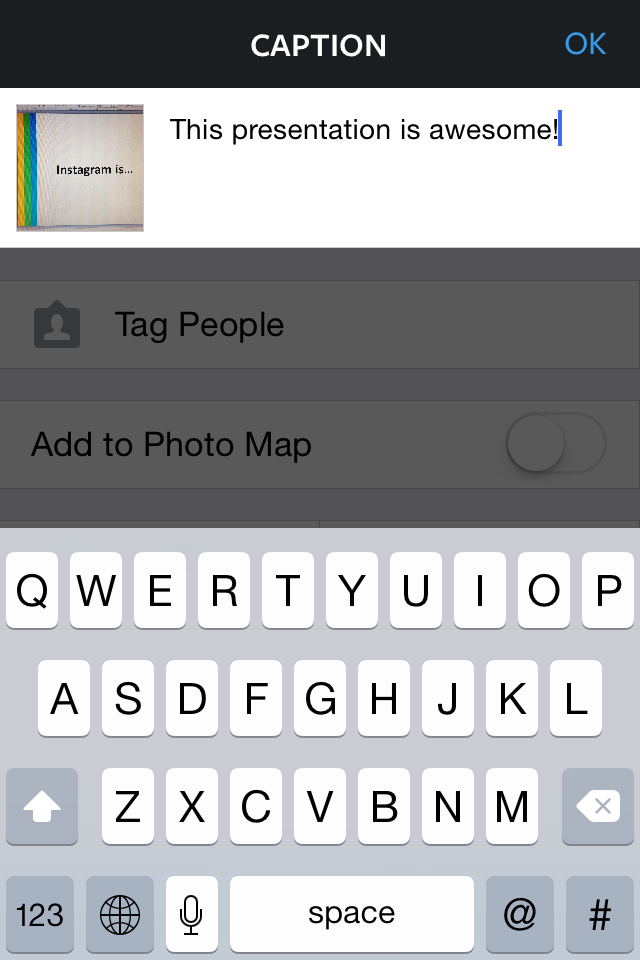 CAPTION OK
Instagram is...
This presentation is awesome!
Tag People
Add to Photo Map
Q W E R T Y U I O P
A S D F G H J K L
Z X C V B N M
123 space @ #